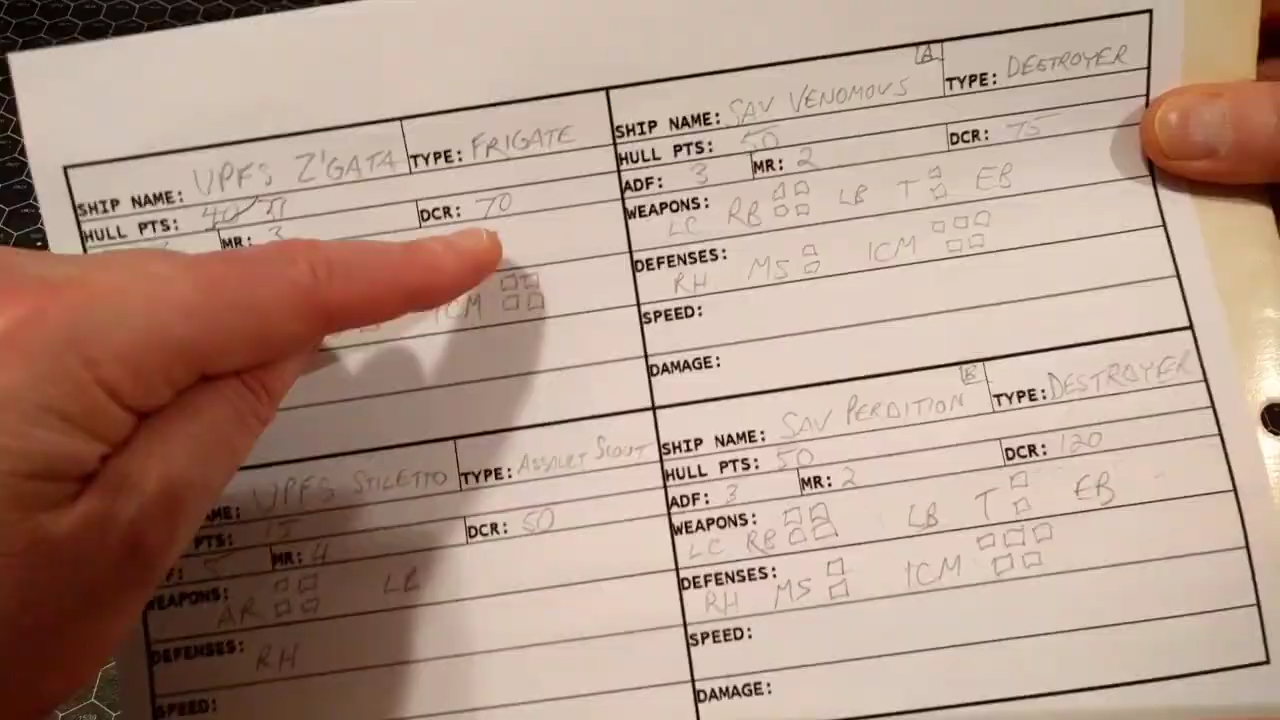 SHIP NAME: UPFS Z'GATA TYPE: FRIGATE
HULL PTS: 40 DCR: 70
MR: 3
ICM
SHIP NAME: SAV VENOMOUS A TYPE: DESTROYER
HULL PTS: 50 DCR: 75
ADF: 3 MR: 2
WEAPONS: LC RB LB T EB
DEFENSES: RH MS ICM
SPEED:
DAMAGE:
AME: UPFS STILETTO TYPE: ASSAULT SCOUT
PTS: 15 DCR: 50
F: 5 MR: 4
WEAPONS: AR LB
DEFENSES: RH
SPEED:
SHIP NAME: SAV PERDITION B TYPE: DESTROYER
HULL PTS: 50 DCR: 120
ADF: 3 MR: 2
WEAPONS: LC RB LB T EB
DEFENSES: RH MS ICM
SPEED:
DAMAGE: